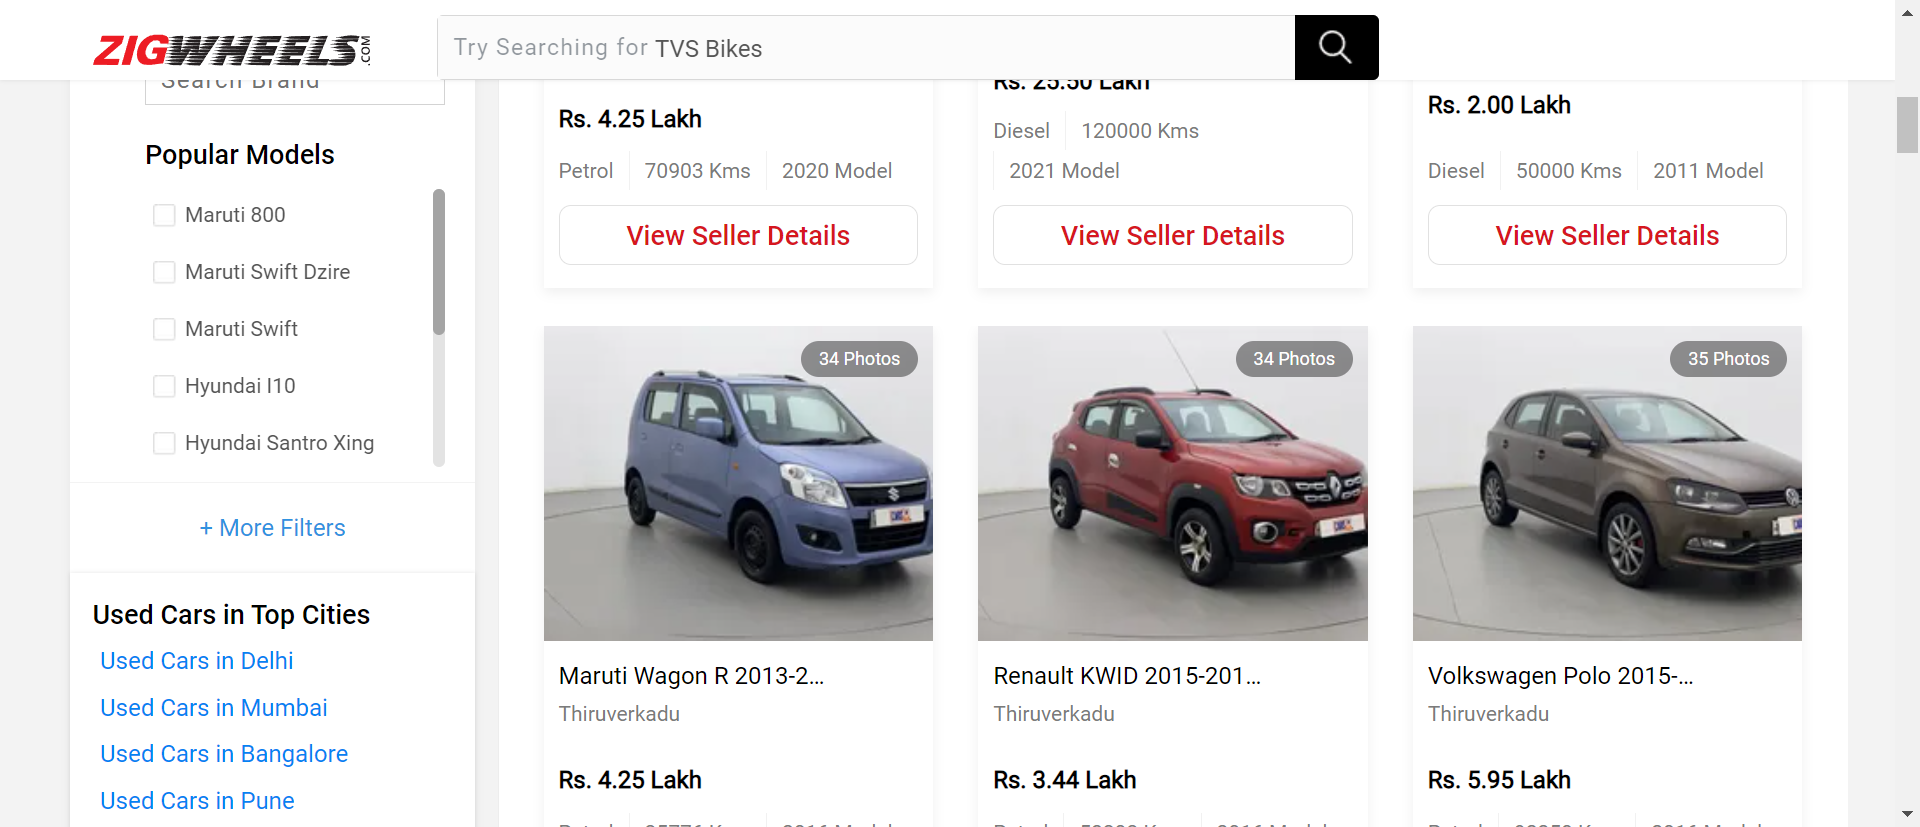 ZIGWHEELS.COM
Try Searching for TVS Bikes
Search Brand
Popular Models
Maruti 800
Maruti Swift Dzire
Maruti Swift
Hyundai I10
Hyundai Santro Xing
+ More Filters
Used Cars in Top Cities
Used Cars in Delhi
Used Cars in Mumbai
Used Cars in Bangalore
Used Cars in Pune
Rs. 4.25 Lakh
Petrol 70903 Kms 2020 Model
View Seller Details
Rs. 25.50 Lakh
Diesel 120000 Kms
2021 Model
View Seller Details
Rs. 2.00 Lakh
Diesel 50000 Kms 2011 Model
View Seller Details
34 Photos
Maruti Wagon R 2013-2...
Thiruverkadu
Rs. 4.25 Lakh
34 Photos
Renault KWID 2015-201...
Thiruverkadu
Rs. 3.44 Lakh
35 Photos
Volkswagen Polo 2015-...
Thiruverkadu
Rs. 5.95 Lakh